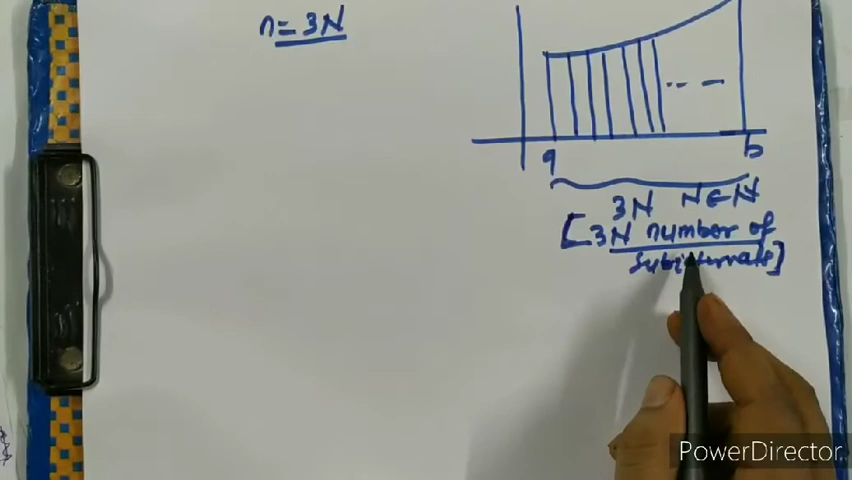 n = 3N
a b
3N N ∈ N
[3N number of
subintervals]
PowerDirector